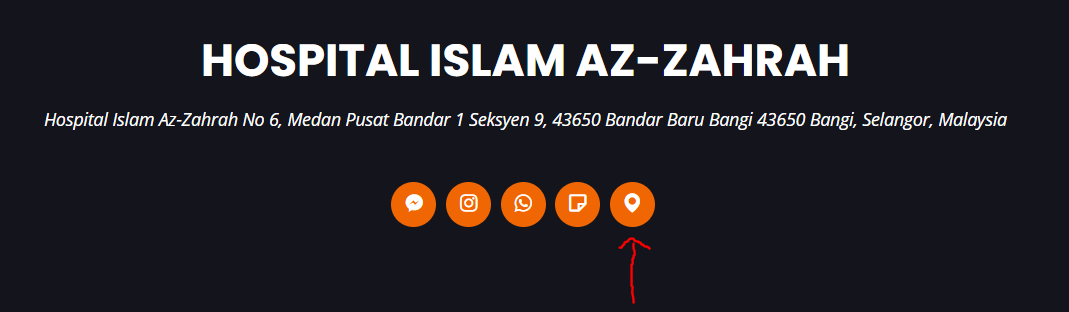 HOSPITAL ISLAM AZ-ZAHRAH
Hospital Islam Az-Zahrah No 6, Medan Pusat Bandar 1 Seksyen 9, 43650 Bandar Baru Bangi 43650 Bangi, Selangor, Malaysia